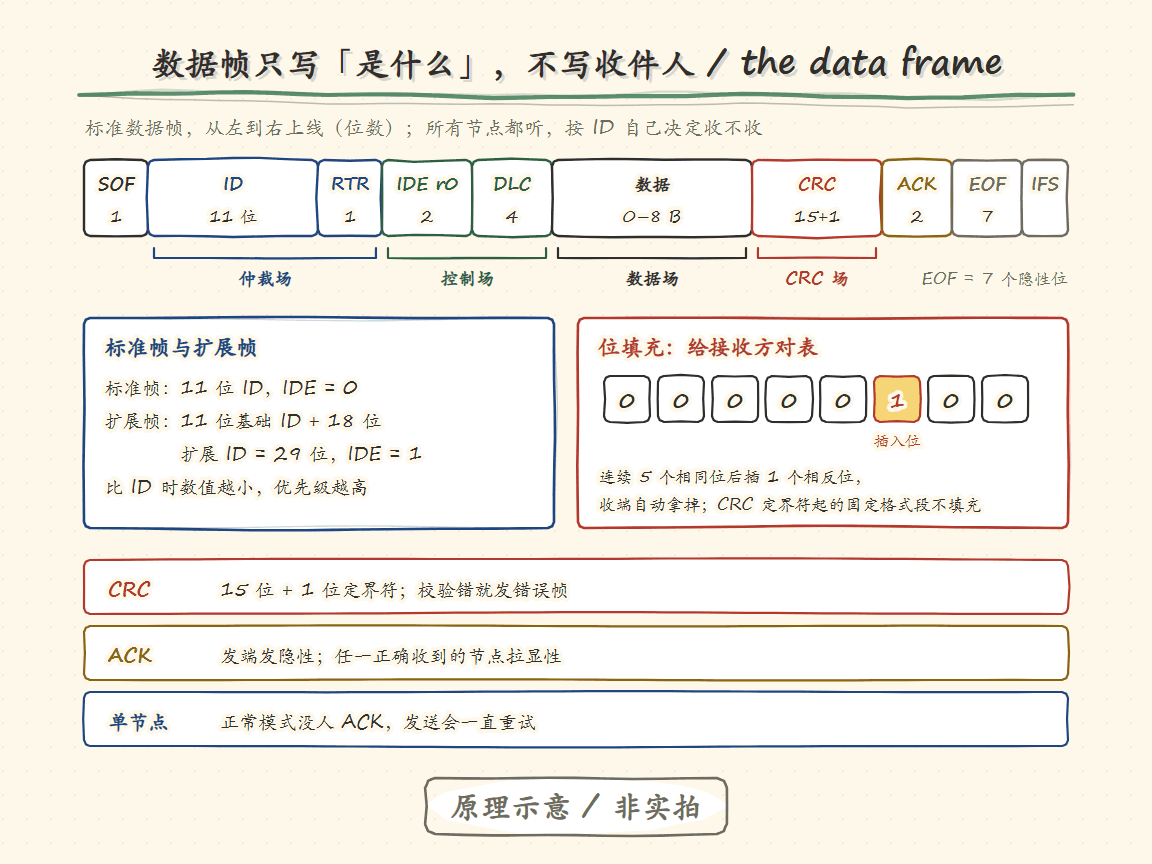 数据帧只写「是什么」，不写收件人 / the data frame
标准数据帧，从左到右上线（位数）；所有节点都听，按 ID 自己决定收不收
SOF ID RTR IDE r0 DLC 数据 CRC ACK EOF IFS
1 11 位 1 2 4 0–8 B 15+1 2 7
仲裁场 控制场 数据场 CRC 场 EOF = 7 个隐性位
标准帧与扩展帧
标准帧：11 位 ID，IDE = 0
扩展帧：11 位基础 ID + 18 位
扩展 ID = 29 位，IDE = 1
比 ID 时数值越小，优先级越高
位填充：给接收方对表
0 0 0 0 0 1 0 0
插入位
连续 5 个相同位后插 1 个相反位，
收端自动拿掉；CRC 定界符起的固定格式段不填充
CRC 15 位 + 1 位定界符；校验错就发错误帧
ACK 发端发隐性；任一正确收到的节点拉显性
单节点 正常模式没人 ACK，发送会一直重试
原理示意 / 非实拍